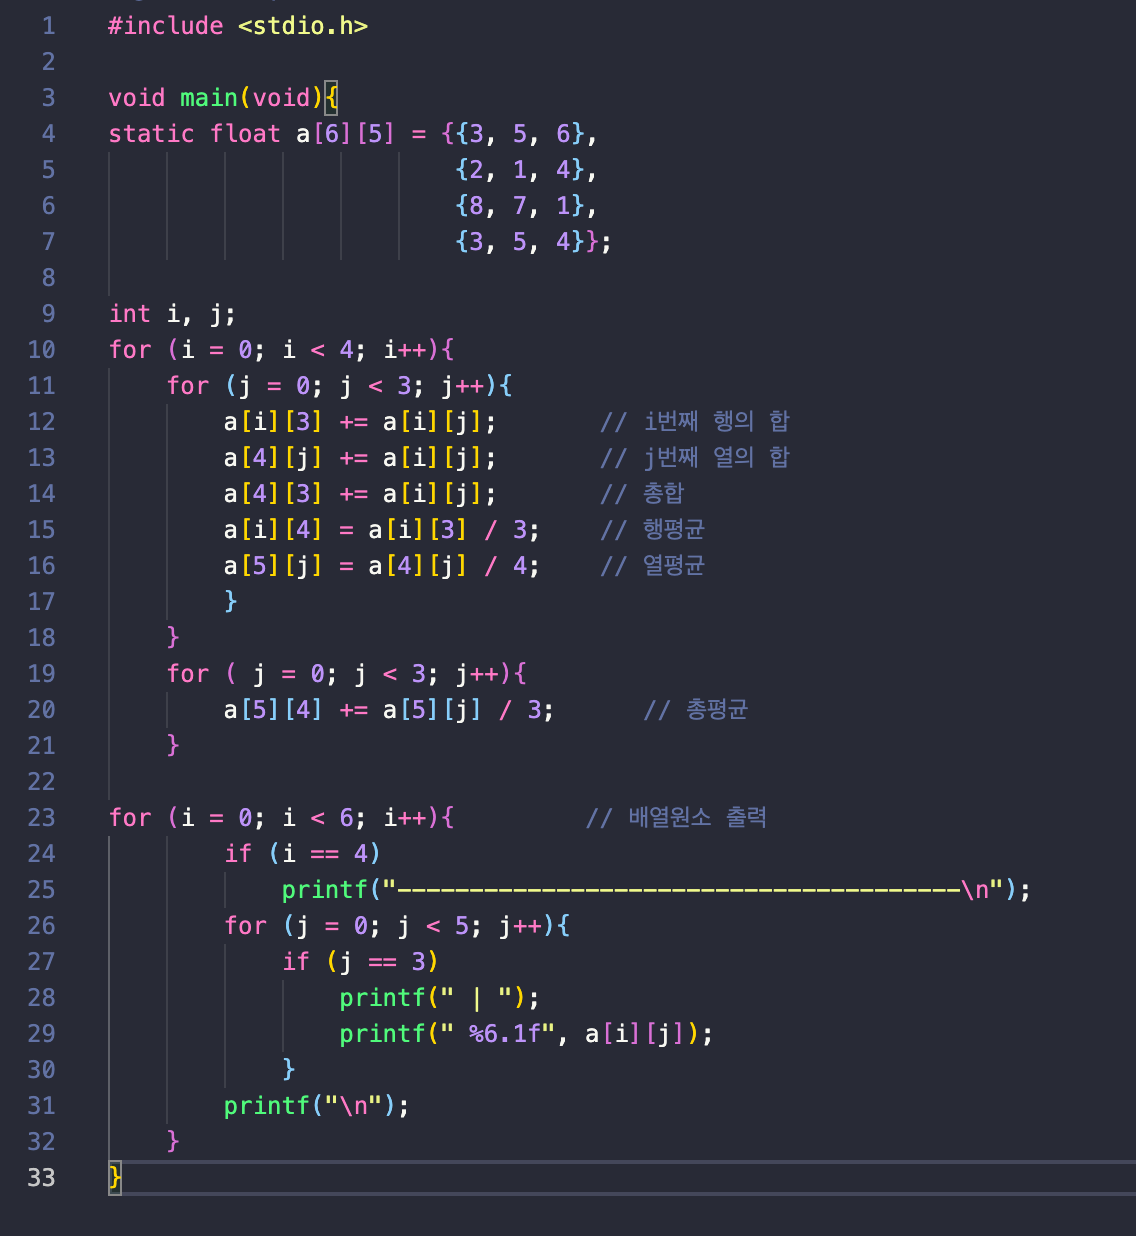 1 #include <stdio.h>
2
3 void main(void){
4 static float a[6][5] = {{3, 5, 6},
5                         {2, 1, 4},
6                         {8, 7, 1},
7                         {3, 5, 4}};
8
9 int i, j;
10 for (i = 0; i < 4; i++){
11     for (j = 0; j < 3; j++){
12         a[i][3] += a[i][j];       // i번째 행의 합
13         a[4][j] += a[i][j];       // j번째 열의 합
14         a[4][3] += a[i][j];       // 총합
15         a[i][4] = a[i][3] / 3;    // 행평균
16         a[5][j] = a[4][j] / 4;    // 열평균
17         }
18     }
19     for ( j = 0; j < 3; j++){
20         a[5][4] += a[5][j] / 3;      // 총평균
21     }
22
23 for (i = 0; i < 6; i++){         // 배열원소 출력
24         if (i == 4)
25             printf("---------------------------------------\n");
26         for (j = 0; j < 5; j++){
27             if (j == 3)
28                 printf(" | ");
29                 printf(" %6.1f", a[i][j]);
30             }
31         printf("\n");
32     }
33 }